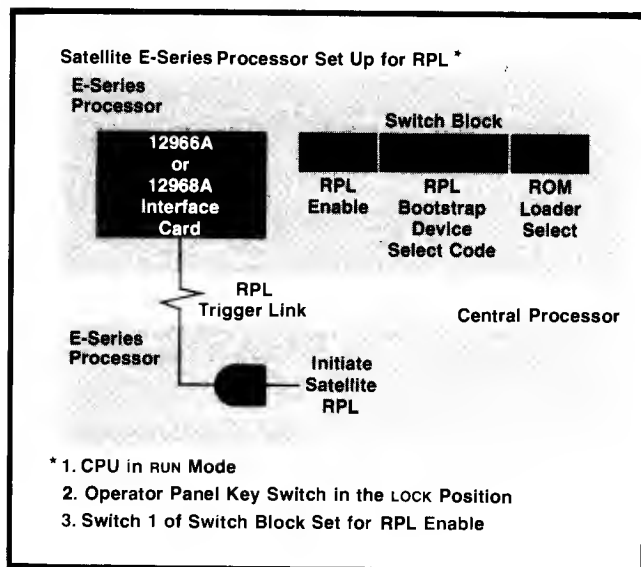 Satellite E-Series Processor Set Up for RPL *
E-Series
Processor
Switch Block
12966A
or
12968A
Interface
Card
RPL
Enable
RPL
Bootstrap
Device
Select Code
ROM
Loader
Select
RPL
Trigger Link
Central Processor
E-Series
Processor
Initiate
Satellite
RPL
* 1. CPU in RUN Mode
2. Operator Panel Key Switch in the LOCK Position
3. Switch 1 of Switch Block Set for RPL Enable